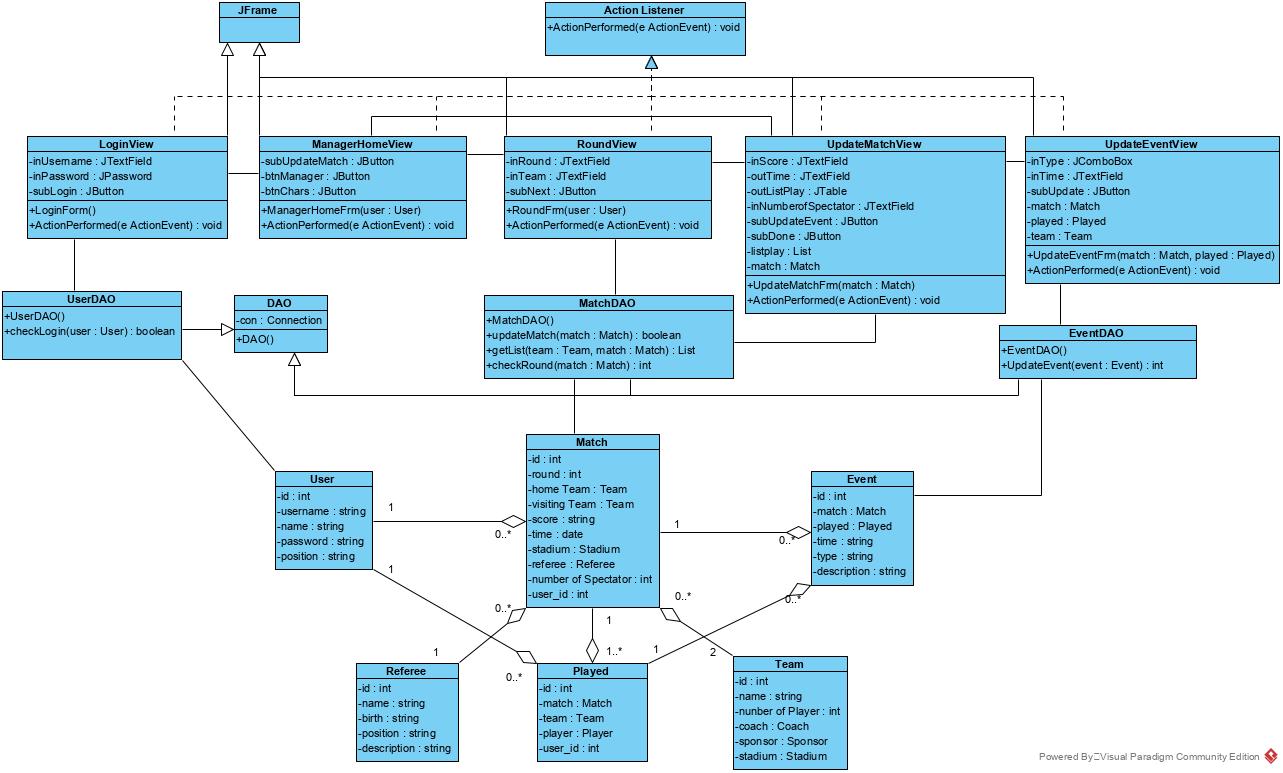 JFrame
Action Listener
+ActionPerformed(e ActionEvent) : void
LoginView
-inUsername : JTextField
-inPassword : JPassword
-subLogin : JButton
+LoginForm()
+ActionPerformed(e ActionEvent) : void
ManagerHomeView
-subUpdateMatch : JButton
-btnManager : JButton
-btnChars : JButton
+ManagerHomeFrm(user : User)
+ActionPerformed(e ActionEvent) : void
RoundView
-inRound : JTextField
-inTeam : JTextField
-subNext : JButton
+RoundFrm(user : User)
+ActionPerformed(e ActionEvent) : void
UpdateMatchView
-inScore : JTextField
-outTime : JTextField
-outListPlay : JTable
-inNumberofSpectator : JTextField
-subUpdateEvent : JButton
-subDone : JButton
-listplay : List
-match : Match
+UpdateMatchFrm(match : Match)
+ActionPerformed(e ActionEvent) : void
UpdateEventView
-inType : JComboBox
-inTime : JTextField
-subUpdate : JButton
-match : Match
-played : Played
-team : Team
+UpdateEventFrm(match : Match, played : Played)
+ActionPerformed(e ActionEvent) : void
UserDAO
+UserDAO()
+checkLogin(user : User) : boolean
DAO
-con : Connection
+DAO()
MatchDAO
+MatchDAO()
+updateMatch(match : Match) : boolean
+getList(team : Team, match : Match) : List
+checkRound(match : Match) : int
EventDAO
+EventDAO()
+UpdateEvent(event : Event) : int
User
-id : int
-username : string
-name : string
-password : string
-position : string
1
0..*
1
0..*
Match
-id : int
-round : int
-home Team : Team
-visiting Team : Team
-score : string
-time : date
-stadium : Stadium
-referee : Referee
-number of Spectator : int
-user_id : int
1
0..*
Event
-id : int
-match : Match
-played : Played
-time : string
-type : string
-description : string
0..*
1
0..*
1
1..*
0..*
2
1
Referee
-id : int
-name : string
-birth : string
-position : string
-description : string
Played
-id : int
-match : Match
-team : Team
-player : Player
-user_id : int
Team
-id : int
-name : string
-nunber of Player : int
-coach : Coach
-sponsor : Sponsor
-stadium : Stadium
Powered By Visual Paradigm Community Edition